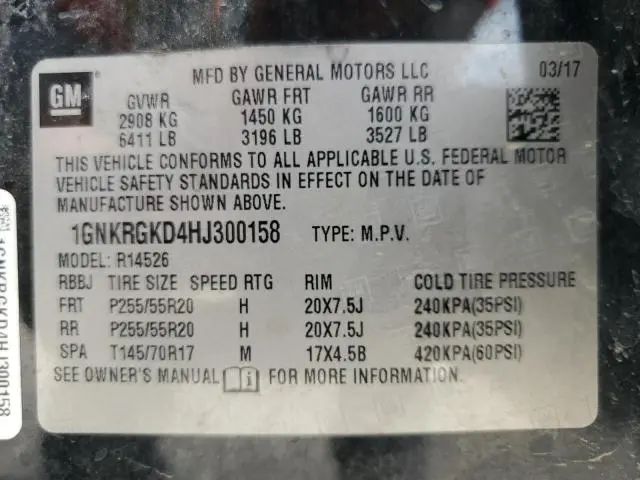 GM
MFD BY GENERAL MOTORS LLC 03/17
GVWR GAWR FRT GAWR RR
2908 KG 1450 KG 1600 KG
6411 LB 3196 LB 3527 LB
THIS VEHICLE CONFORMS TO ALL APPLICABLE U.S. FEDERAL MOTOR
VEHICLE SAFETY STANDARDS IN EFFECT ON THE DATE OF
MANUFACTURE SHOWN ABOVE.
1GNKRGKD4HJ300158 TYPE: M.P.V.
MODEL: R14526
RBBJ TIRE SIZE SPEED RTG RIM COLD TIRE PRESSURE
FRT P255/55R20 H 20X7.5J 240KPA(35PSI)
RR P255/55R20 H 20X7.5J 240KPA(35PSI)
SPA T145/70R17 M 17X4.5B 420KPA(60PSI)
SEE OWNER'S MANUAL i FOR MORE INFORMATION.